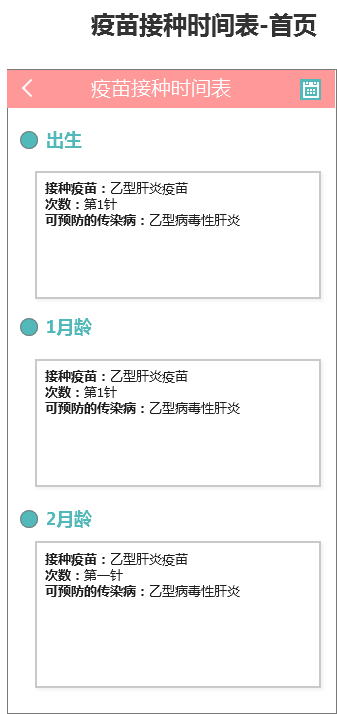 疫苗接种时间表-首页
疫苗接种时间表
出生
接种疫苗：乙型肝炎疫苗
次数：第1针
可预防的传染病：乙型病毒性肝炎
1月龄
接种疫苗：乙型肝炎疫苗
次数：第1针
可预防的传染病：乙型病毒性肝炎
2月龄
接种疫苗：乙型肝炎疫苗
次数：第一针
可预防的传染病：乙型病毒性肝炎